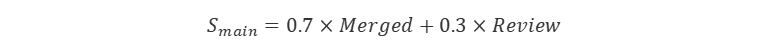 S_main = 0.7 × Merged + 0.3 × Review